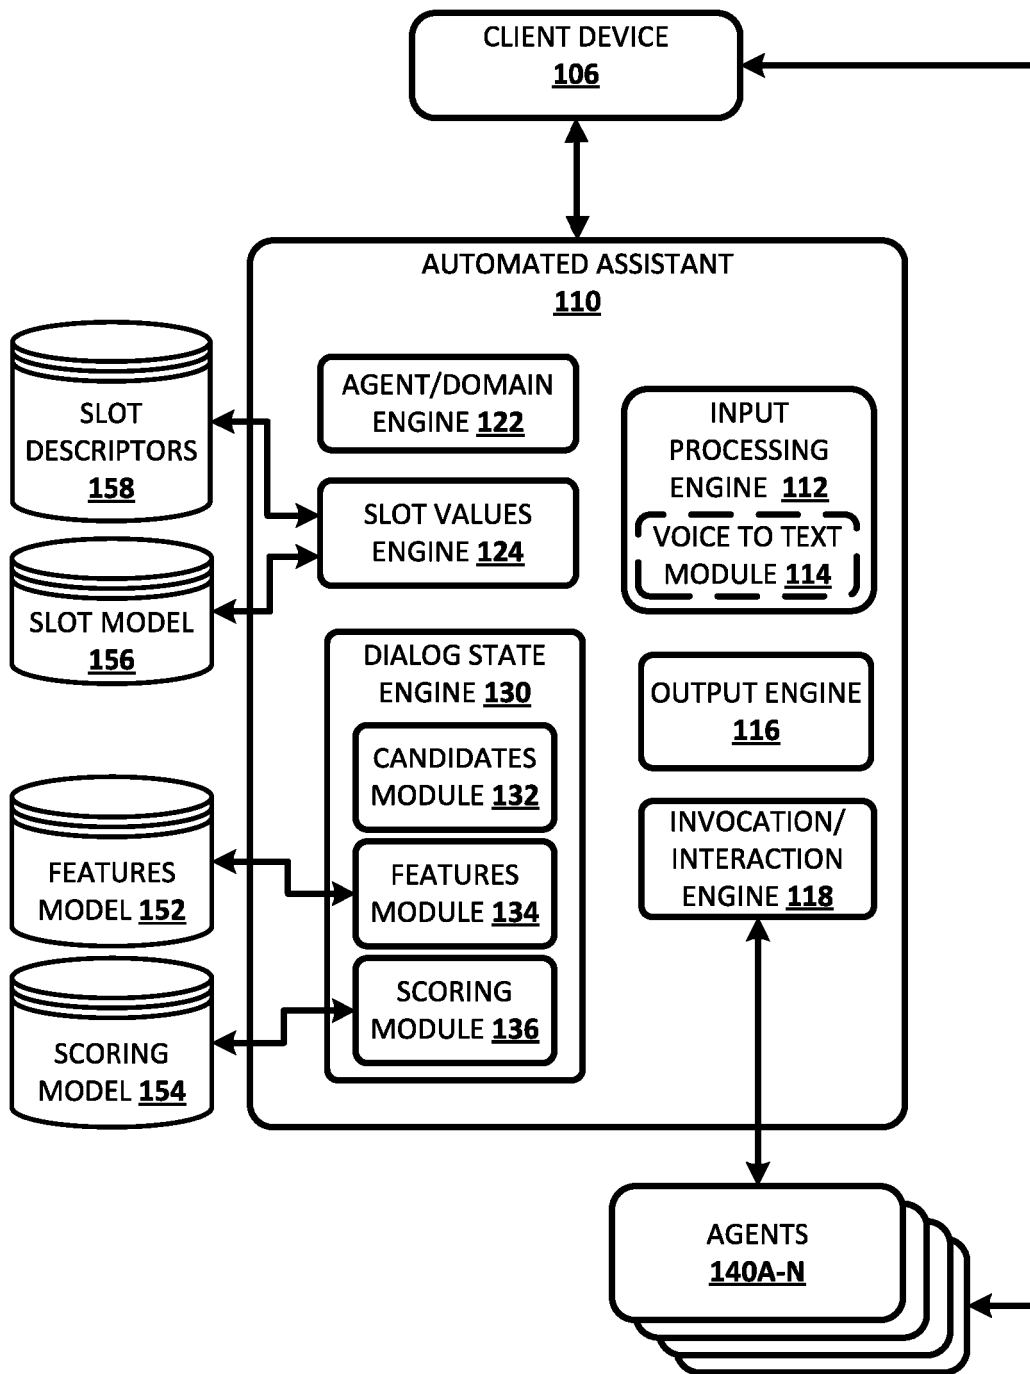 CLIENT DEVICE
106
AUTOMATED ASSISTANT
110
SLOT
DESCRIPTORS
158
SLOT MODEL
156
FEATURES
MODEL 152
SCORING
MODEL 154
AGENT/DOMAIN
ENGINE 122
SLOT VALUES
ENGINE 124
DIALOG STATE
ENGINE 130
CANDIDATES
MODULE 132
FEATURES
MODULE 134
SCORING
MODULE 136
INPUT
PROCESSING
ENGINE 112
VOICE TO TEXT
MODULE 114
OUTPUT ENGINE
116
INVOCATION/
INTERACTION
ENGINE 118
AGENTS
140A-N